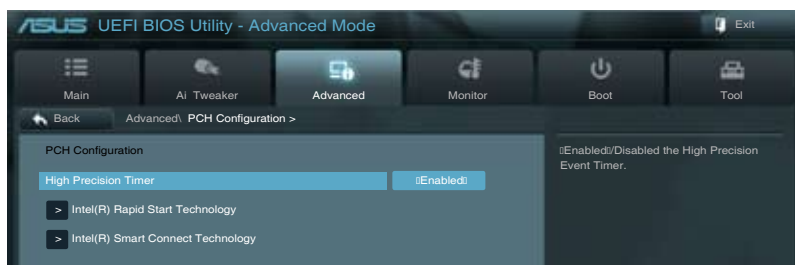 ASUS UEFI BIOS Utility - Advanced Mode
Exit
Main
Ai Tweaker
Advanced
Monitor
Boot
Tool
Back
Advanced\ PCH Configuration >
PCH Configuration
High Precision Timer
▯Enabled▯
> Intel(R) Rapid Start Technology
> Intel(R) Smart Connect Technology
▯Enabled▯/Disabled the High Precision
Event Timer.